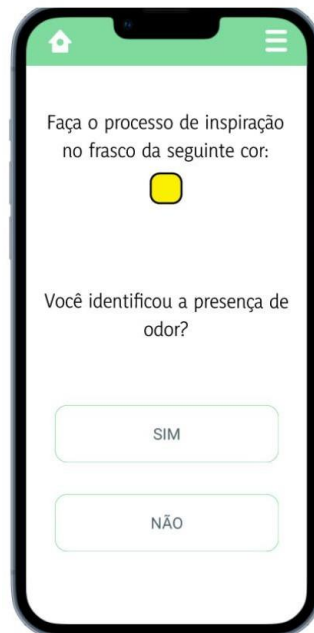 Faça o processo de inspiração
no frasco da seguinte cor:
Você identificou a presença de
odor?
SIM
NÃO